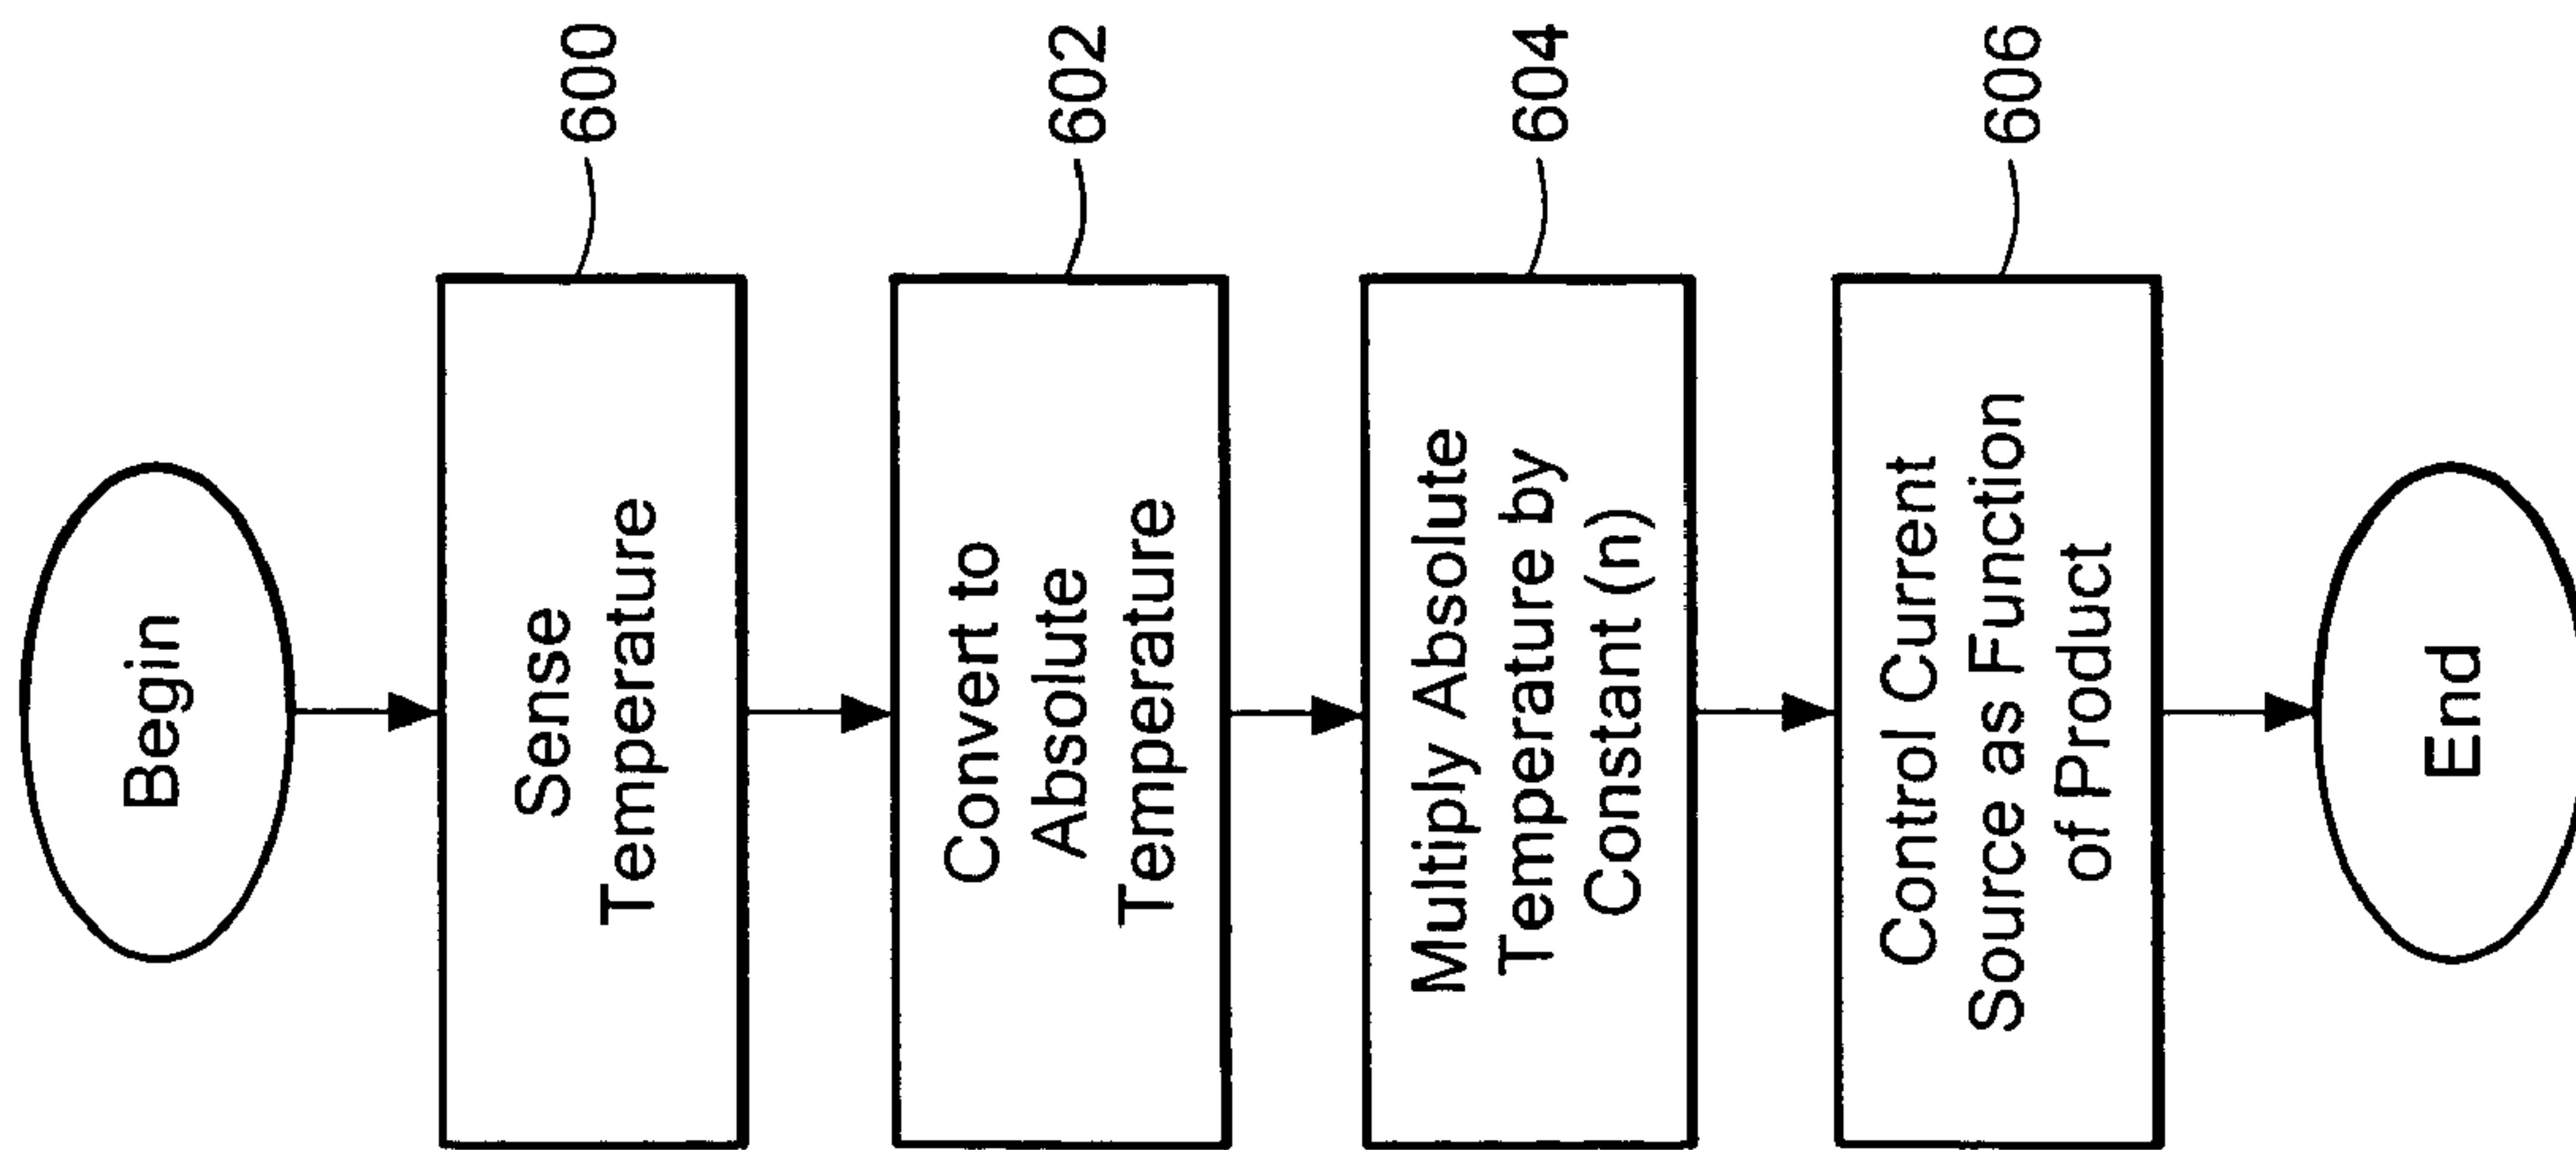 Begin
600
Sense
Temperature
602
Convert to
Absolute
Temperature
604
Multiply Absolute
Temperature by
Constant (n)
606
Control Current
Source as Function
of Product
End